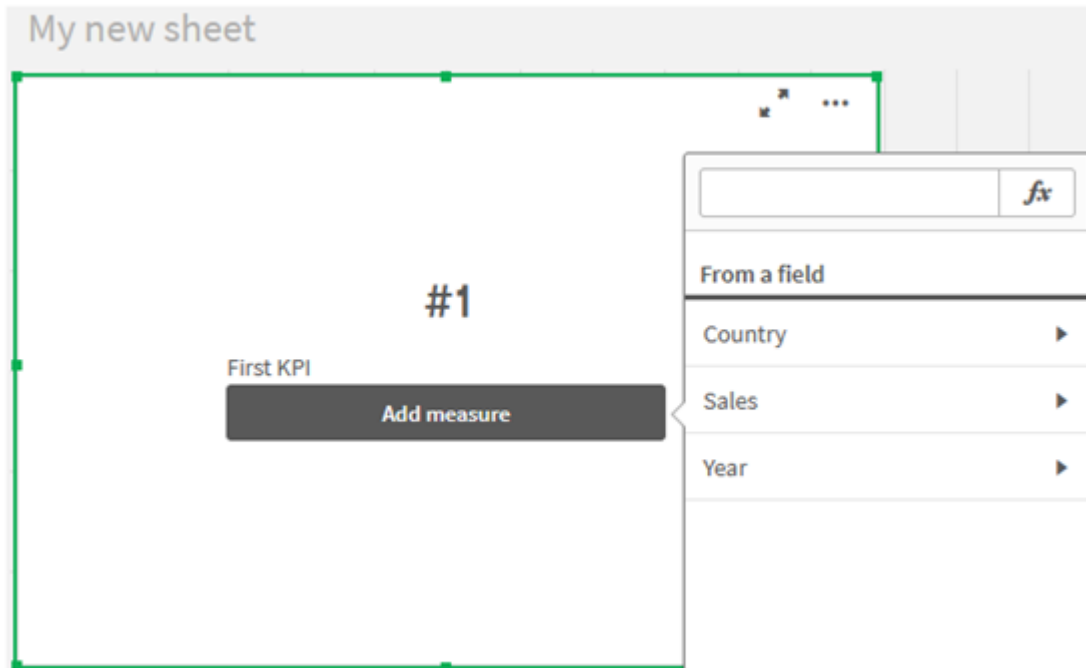 My new sheet
#1
First KPI
Add measure
fx
From a field
Country
Sales
Year